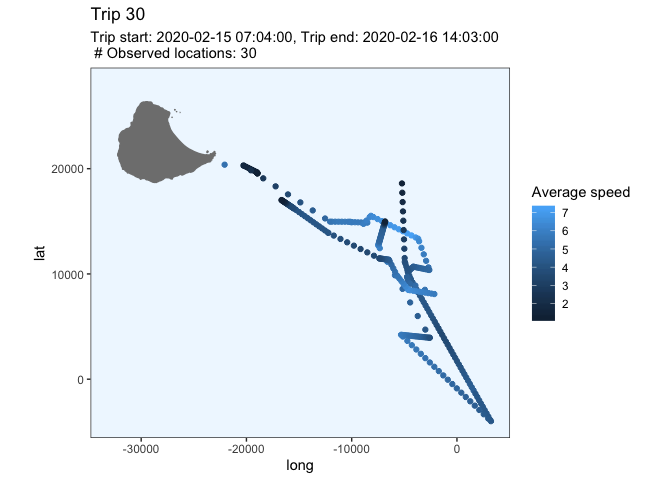 Trip 30
Trip start: 2020-02-15 07:04:00, Trip end: 2020-02-16 14:03:00
# Observed locations: 30
20000
10000
0
lat
-30000
-20000
-10000
0
long
Average speed
7
6
5
4
3
2